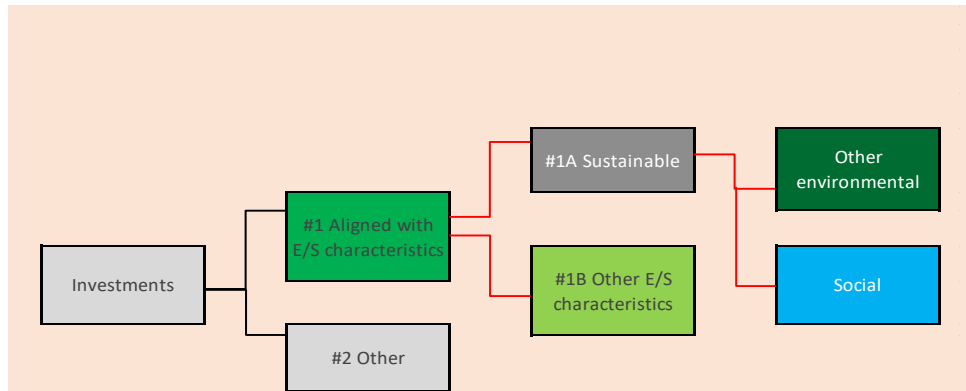 Investments
#1 Aligned with
E/S characteristics
#2 Other
#1A Sustainable
#1B Other E/S
characteristics
Other
environmental
Social